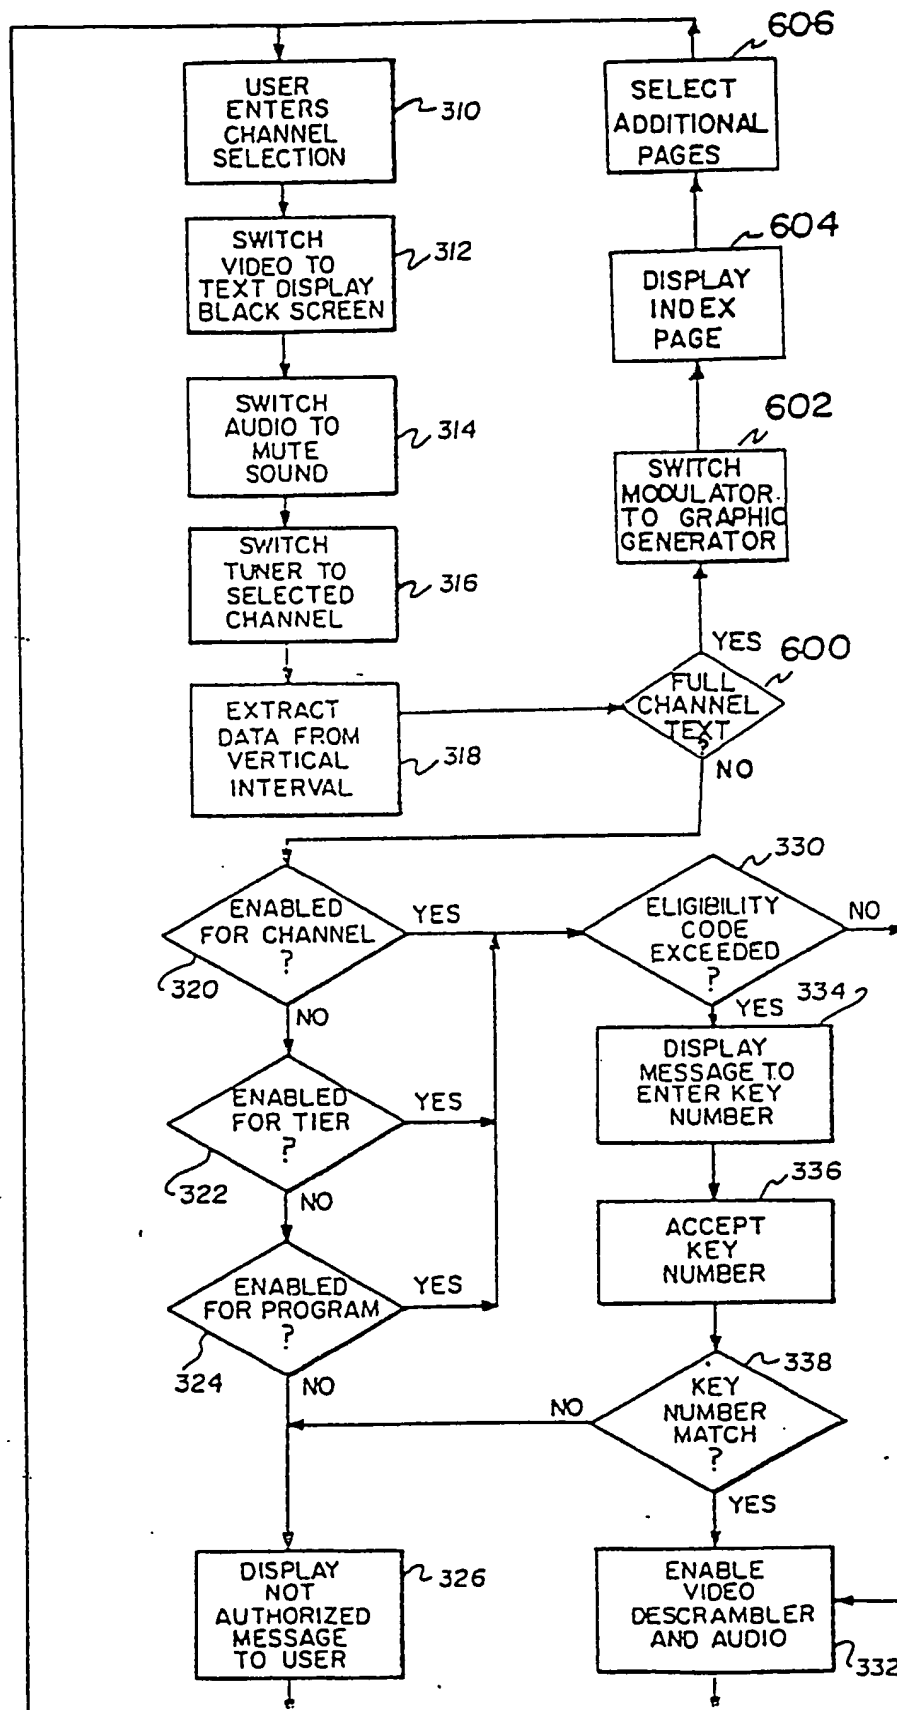 USER
ENTERS
CHANNEL
SELECTION
310
SWITCH
VIDEO TO
TEXT DISPLAY
BLACK SCREEN
312
SWITCH
AUDIO TO
MUTE
SOUND
314
SWITCH
TUNER TO
SELECTED
CHANNEL
316
EXTRACT
DATA FROM
VERTICAL
INTERVAL
318
606
SELECT
ADDITIONAL
PAGES
604
DISPLAY
INDEX
PAGE
602
SWITCH
MODULATOR
TO GRAPHIC
GENERATOR
YES
600
FULL
CHANNEL
TEXT
?
NO
ENABLED
FOR CHANNEL
?
320
YES
NO
ENABLED
FOR TIER
?
322
YES
NO
ENABLED
FOR PROGRAM
?
324
YES
NO
DISPLAY
NOT
AUTHORIZED
MESSAGE
TO USER
326
330
ELIGIBILITY
CODE
EXCEEDED
?
NO
YES
334
DISPLAY
MESSAGE TO
ENTER KEY
NUMBER
336
ACCEPT
KEY
NUMBER
338
KEY
NUMBER
MATCH
?
NO
YES
ENABLE
VIDEO
DESCRAMBLER
AND AUDIO
332